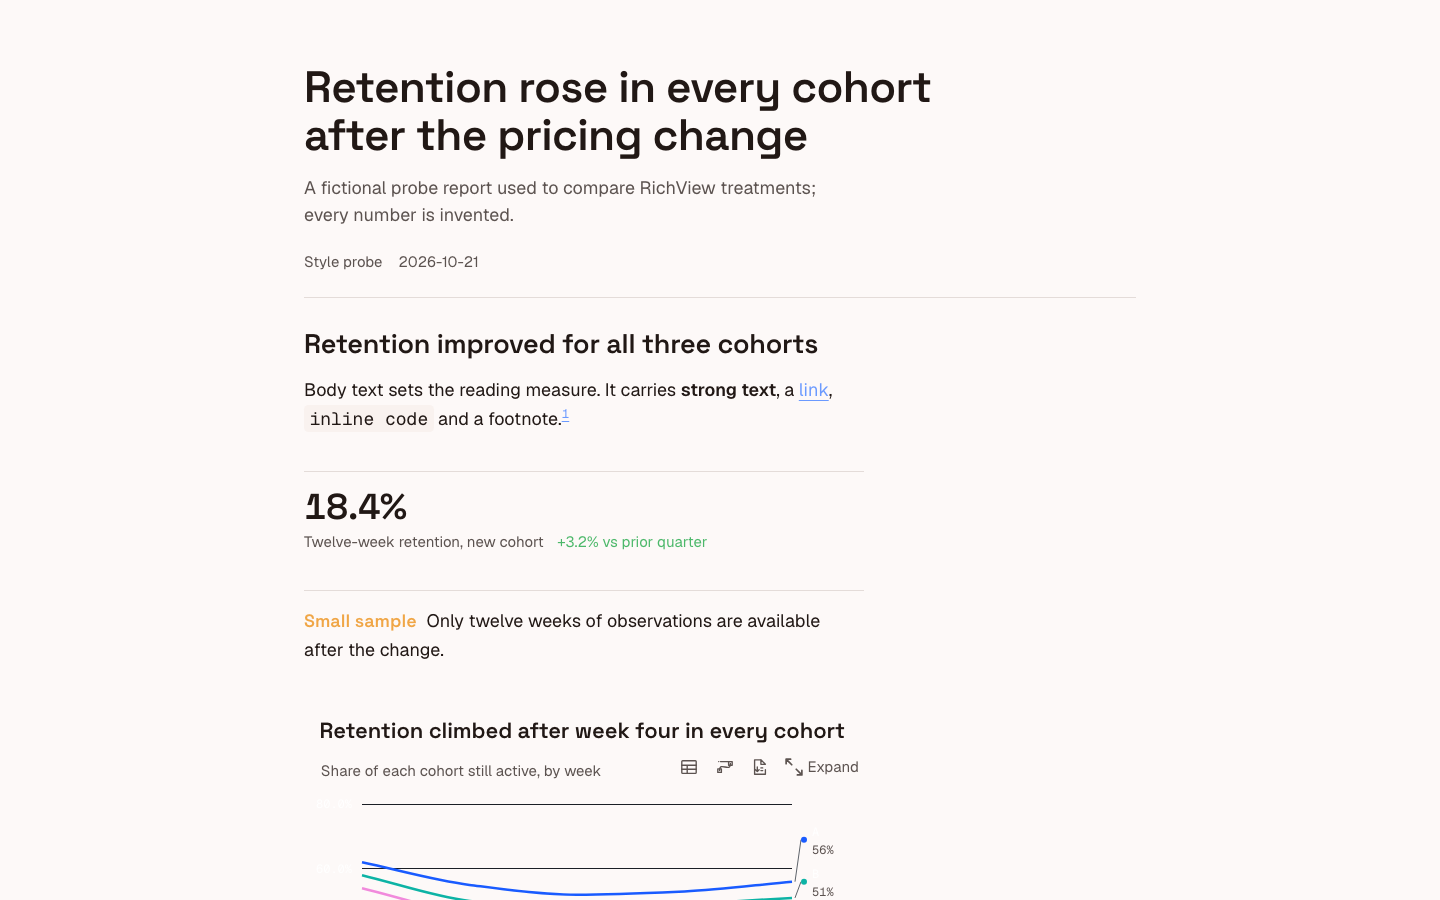 Retention rose in every cohort
after the pricing change
A fictional probe report used to compare RichView treatments;
every number is invented.
Style probe 2026-10-21
Retention improved for all three cohorts
Body text sets the reading measure. It carries strong text, a link,
inline code and a footnote.1
18.4%
Twelve-week retention, new cohort +3.2% vs prior quarter
Small sample Only twelve weeks of observations are available
after the change.
Retention climbed after week four in every cohort
Share of each cohort still active, by week
Expand
56%
51%